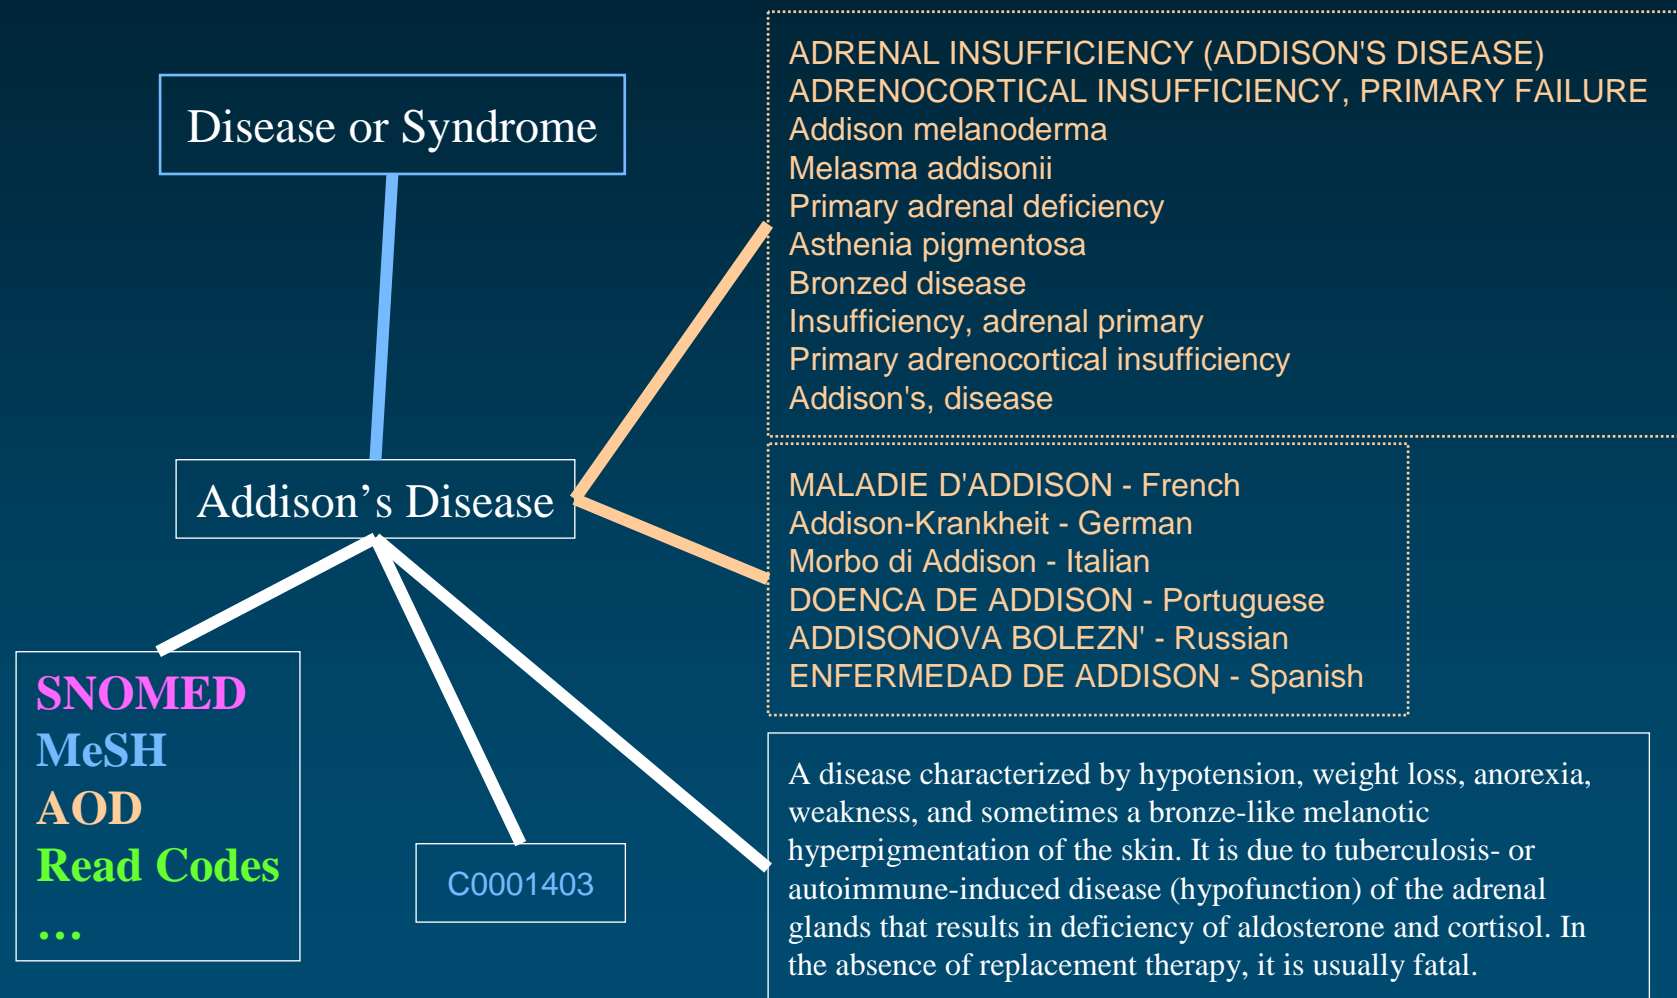 Disease or Syndrome
Addison’s Disease
ADRENAL INSUFFICIENCY (ADDISON'S DISEASE)
ADRENOCORTICAL INSUFFICIENCY, PRIMARY FAILURE
Addison melanoderma
Melasma addisonii
Primary adrenal deficiency
Asthenia pigmentosa
Bronzed disease
Insufficiency, adrenal primary
Primary adrenocortical insufficiency
Addison's, disease
MALADIE D'ADDISON - French
Addison-Krankheit - German
Morbo di Addison - Italian
DOENCA DE ADDISON - Portuguese
ADDISONOVA BOLEZN' - Russian
ENFERMEDAD DE ADDISON - Spanish
SNOMED
MeSH
AOD
Read Codes
…
C0001403
A disease characterized by hypotension, weight loss, anorexia,
weakness, and sometimes a bronze-like melanotic
hyperpigmentation of the skin. It is due to tuberculosis- or
autoimmune-induced disease (hypofunction) of the adrenal
glands that results in deficiency of aldosterone and cortisol. In
the absence of replacement therapy, it is usually fatal.